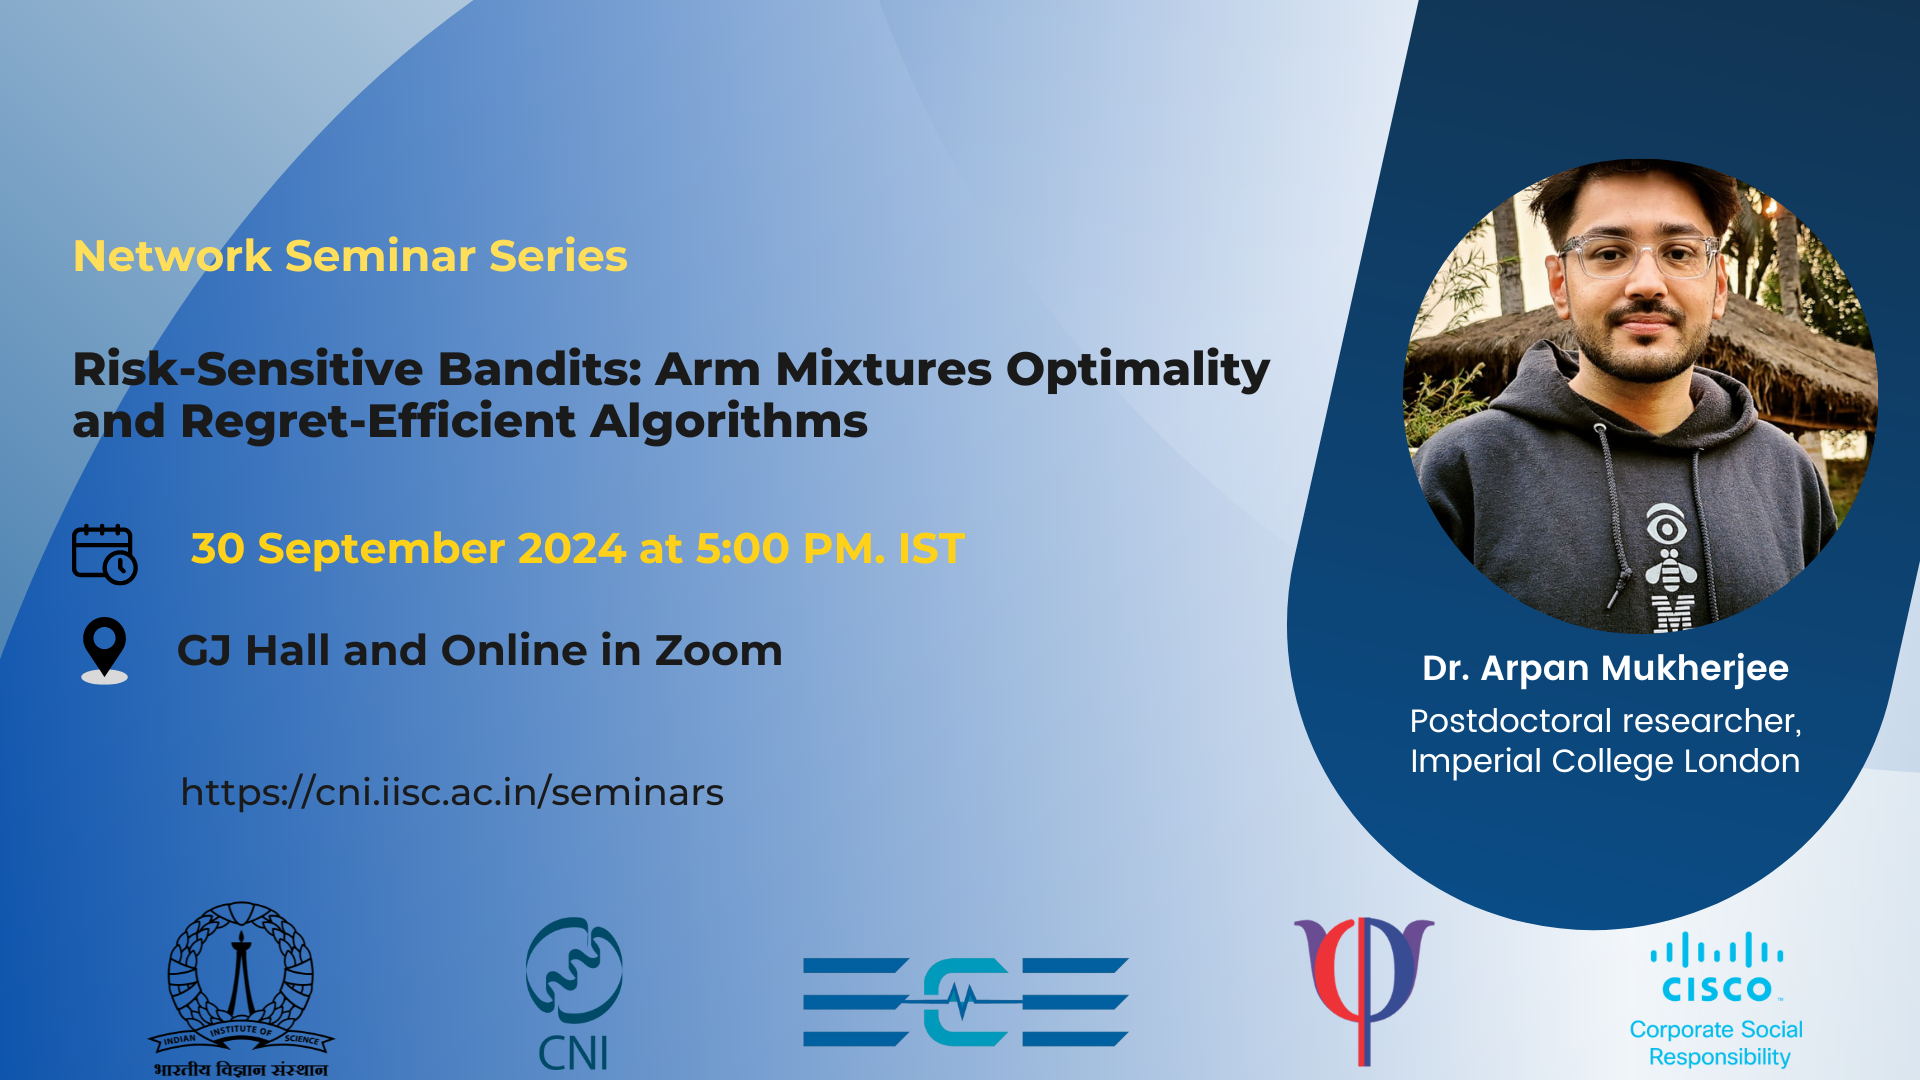 Network Seminar Series
Risk-Sensitive Bandits: Arm Mixtures Optimality
and Regret-Efficient Algorithms
30 September 2024 at 5:00 PM. IST
GJ Hall and Online in Zoom
https://cni.iisc.ac.in/seminars
Dr. Arpan Mukherjee
Postdoctoral researcher,
Imperial College London
INDIAN INSTITUTE OF SCIENCE
भारतीय विज्ञान संस्थान
CNI
ECE
CISCO
Corporate Social
Responsibility